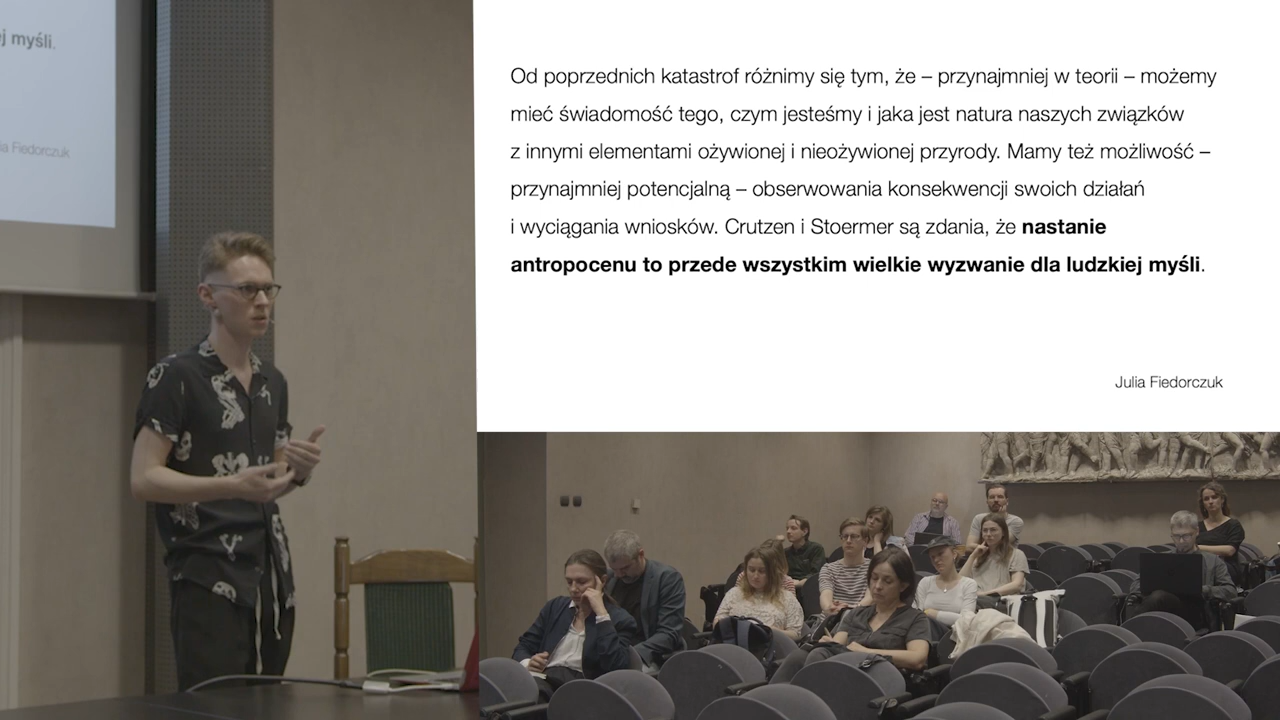 j myśli.
Fiedorczuk
Od poprzednich katastrof różnimy się tym, że – przynajmniej w teorii – możemy
mieć świadomość tego, czym jesteśmy i jaka jest natura naszych związków
z innymi elementami ożywionej i nieożywionej przyrody. Mamy też możliwość –
przynajmniej potencjalną – obserwowania konsekwencji swoich działań
i wyciągania wniosków. Crutzen i Stoermer są zdania, że nastanie
antropocenu to przede wszystkim wielkie wyzwanie dla ludzkiej myśli.
Julia Fiedorczuk